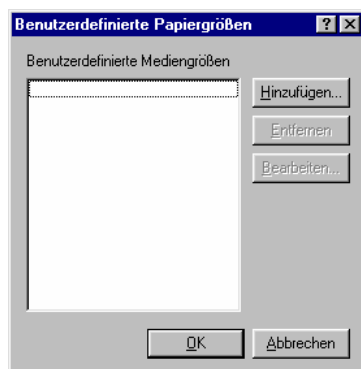 Benutzerdefinierte Papiergrößen
Benutzerdefinierte Mediengrößen
Hinzufügen...
Entfernen
Bearbeiten...
OK
Abbrechen